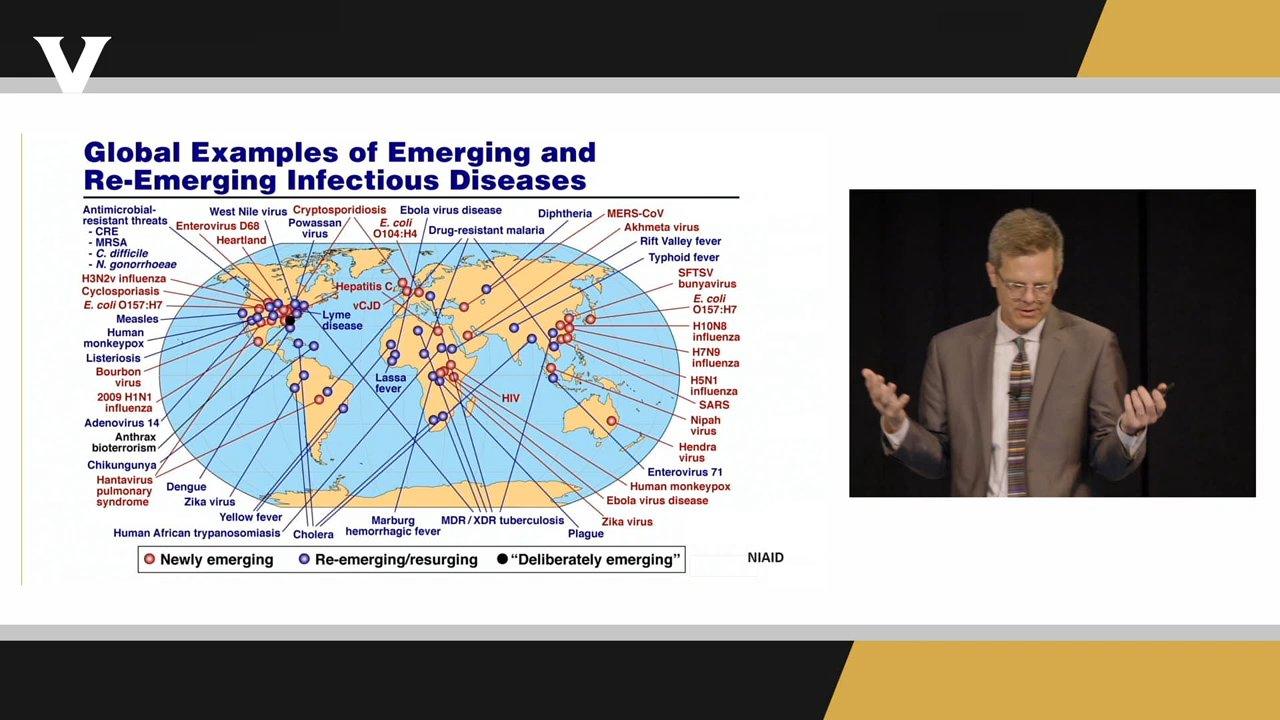 V
Global Examples of Emerging and
Re-Emerging Infectious Diseases
Antimicrobial-
resistant threats
- CRE
- MRSA
- C. difficile
- N. gonorrhoeae
West Nile virus
Enterovirus D68
Heartland
Cryptosporidiosis
Powassan
virus
E. coli
O104:H4
Ebola virus disease
Drug-resistant malaria
Diphtheria
MERS-CoV
Akhmeta virus
Rift Valley fever
Typhoid fever
SFTSV
bunyavirus
E. coli
O157:H7
H10N8
influenza
H7N9
influenza
H5N1
influenza
SARS
Nipah
virus
Hendra
virus
Enterovirus 71
Human monkeypox
Ebola virus disease
Zika virus
Plague
H3N2v influenza
Cyclosporiasis
E. coli O157:H7
Measles
Human
monkeypox
Listeriosis
Bourbon
virus
2009 H1N1
influenza
Adenovirus 14
Anthrax
bioterrorism
Chikungunya
Hantavirus
pulmonary
syndrome
Dengue
Zika virus
Yellow fever
Human African trypanosomiasis
Cholera
Marburg
hemorrhagic fever
MDR / XDR tuberculosis
Hepatitis C
vCJD
Lyme
disease
Lassa
fever
HIV
Newly emerging
Re-emerging/resurging
“Deliberately emerging”
NIAID